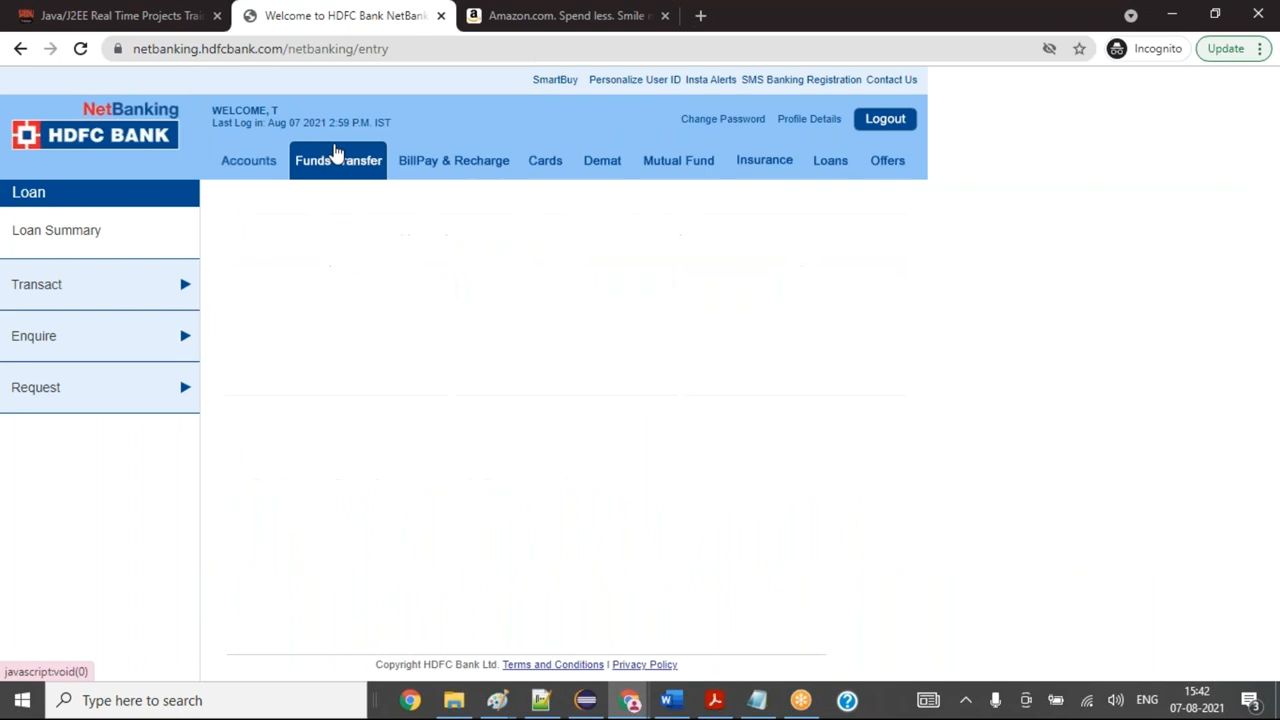 Java/J2EE Real Time Projects Trai
Welcome to HDFC Bank NetBank
Amazon.com. Spend less. Smile m
netbanking.hdfcbank.com/netbanking/entry
Incognito
Update
SmartBuy Personalize User ID Insta Alerts SMS Banking Registration Contact Us
NetBanking
HDFC BANK
WELCOME, T
Last Log in: Aug 07 2021 2:59 P.M. IST
Change Password Profile Details Logout
Accounts Funds Transfer BillPay & Recharge Cards Demat Mutual Fund Insurance Loans Offers
Loan
Loan Summary
Transact
Enquire
Request
Copyright HDFC Bank Ltd. Terms and Conditions | Privacy Policy
javascript:void(0)
Type here to search
ENG
15:42
07-08-2021
3